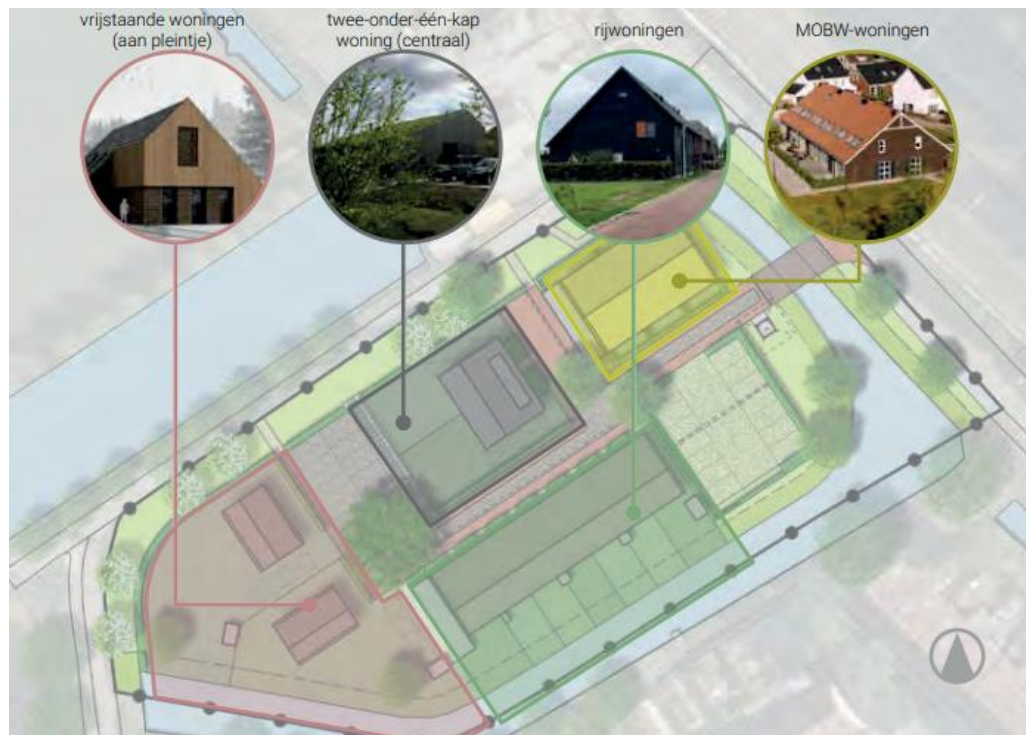 vrijstaande woningen
(aan pleintje)
twee-onder-één-kap
woning (centraal)
rijwoningen
MOBW-woningen